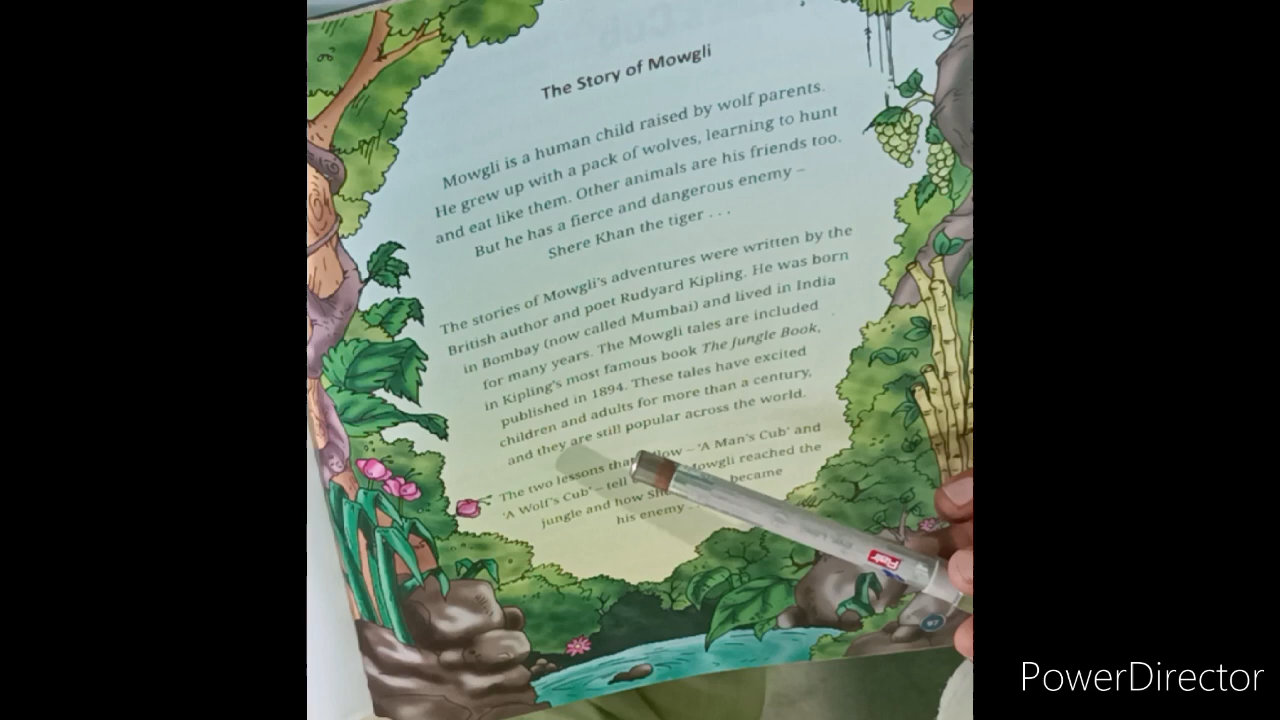 The Story of Mowgli
Mowgli is a human child raised by wolf parents.
He grew up with a pack of wolves, learning to hunt
and eat like them. Other animals are his friends too.
But he has a fierce and dangerous enemy –
Shere Khan the tiger . . .
The stories of Mowgli's adventures were written by the
British author and poet Rudyard Kipling. He was born
in Bombay (now called Mumbai) and lived in India
for many years. The Mowgli tales are included
in Kipling's most famous book The Jungle Book,
published in 1894. These tales have excited
children and adults for more than a century,
and they are still popular across the world.
The two lessons that – 'A Man's Cub' and
'A Wolf's Cub' – tell Mowgli reached the
jungle and how became
his enemy . .
97
PowerDirector